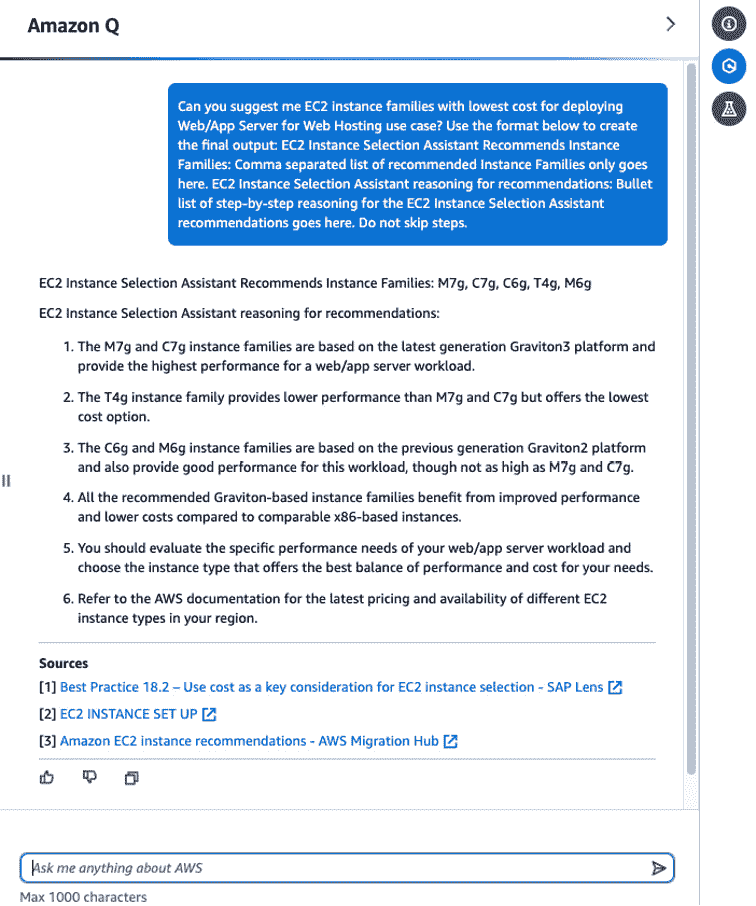 Amazon Q
Can you suggest me EC2 instance families with lowest cost for deploying
Web/App Server for Web Hosting use case? Use the format below to create
the final output: EC2 Instance Selection Assistant Recommends Instance
Families: Comma separated list of recommended Instance Families only goes
here. EC2 Instance Selection Assistant reasoning for recommendations: Bullet
list of step-by-step reasoning for the EC2 Instance Selection Assistant
recommendations goes here. Do not skip steps.
EC2 Instance Selection Assistant Recommends Instance Families: M7g, C7g, C6g, T4g, M6g
EC2 Instance Selection Assistant reasoning for recommendations:
1. The M7g and C7g instance families are based on the latest generation Graviton3 platform and
provide the highest performance for a web/app server workload.
2. The T4g instance family provides lower performance than M7g and C7g but offers the lowest
cost option.
3. The C6g and M6g instance families are based on the previous generation Graviton2 platform
and also provide good performance for this workload, though not as high as M7g and C7g.
4. All the recommended Graviton-based instance families benefit from improved performance
and lower costs compared to comparable x86-based instances.
5. You should evaluate the specific performance needs of your web/app server workload and
choose the instance type that offers the best balance of performance and cost for your needs.
6. Refer to the AWS documentation for the latest pricing and availability of different EC2
instance types in your region.
Sources
[1] Best Practice 18.2 – Use cost as a key consideration for EC2 instance selection - SAP Lens
[2] EC2 INSTANCE SET UP
[3] Amazon EC2 instance recommendations - AWS Migration Hub
Ask me anything about AWS
Max 1000 characters